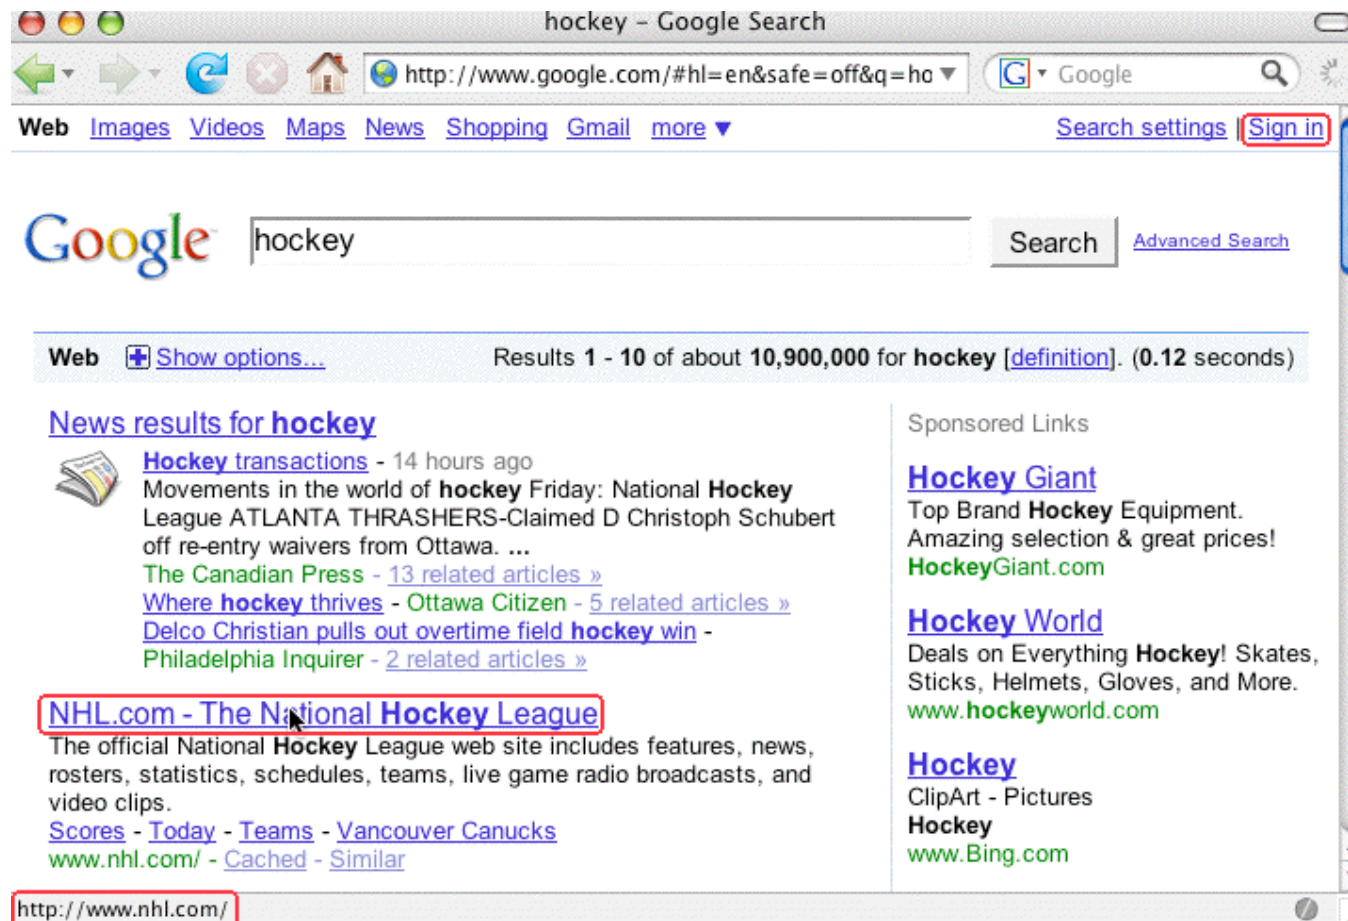 hockey – Google Search
http://www.google.com/#hl=en&safe=off&q=ho
G Google
Web Images Videos Maps News Shopping Gmail more ▼
Search settings | Sign in
Google
hockey
Search
Advanced Search
Web + Show options...
Results 1 - 10 of about 10,900,000 for hockey [definition]. (0.12 seconds)
News results for hockey
Hockey transactions - 14 hours ago
Movements in the world of hockey Friday: National Hockey
League ATLANTA THRASHERS-Claimed D Christoph Schubert
off re-entry waivers from Ottawa. ...
The Canadian Press - 13 related articles »
Where hockey thrives - Ottawa Citizen - 5 related articles »
Delco Christian pulls out overtime field hockey win -
Philadelphia Inquirer - 2 related articles »
NHL.com - The National Hockey League
The official National Hockey League web site includes features, news,
rosters, statistics, schedules, teams, live game radio broadcasts, and
video clips.
Scores - Today - Teams - Vancouver Canucks
www.nhl.com/ - Cached - Similar
Sponsored Links
Hockey Giant
Top Brand Hockey Equipment.
Amazing selection & great prices!
HockeyGiant.com
Hockey World
Deals on Everything Hockey! Skates,
Sticks, Helmets, Gloves, and More.
www.hockeyworld.com
Hockey
ClipArt - Pictures
Hockey
www.Bing.com
http://www.nhl.com/